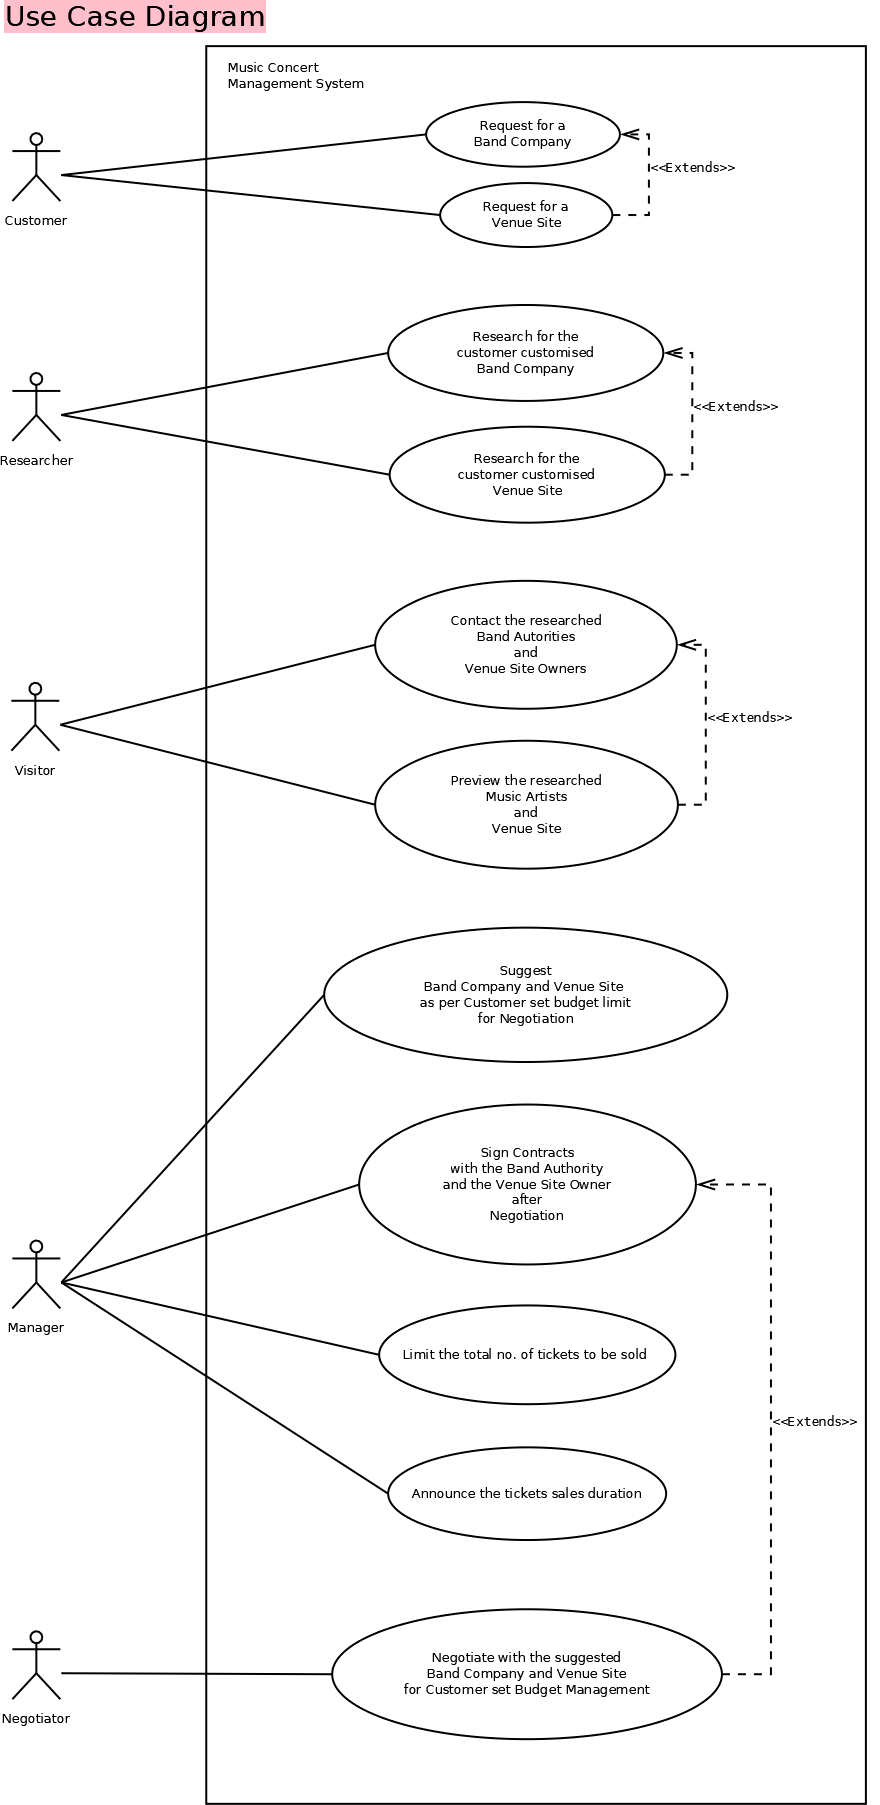 Use Case Diagram
Music Concert
Management System
Request for a
Band Company
<<Extends>>
Customer
Request for a
Venue Site
Research for the
customer customised
Band Company
<<Extends>>
Researcher
Research for the
customer customised
Venue Site
Contact the researched
Band Autorities
and
Venue Site Owners
<<Extends>>
Visitor
Preview the researched
Music Artists
and
Venue Site
Suggest
Band Company and Venue Site
as per Customer set budget limit
for Negotiation
Sign Contracts
with the Band Authority
and the Venue Site Owner
after
Negotiation
Manager
Limit the total no. of tickets to be sold
<<Extends>>
Announce the tickets sales duration
Negotiate with the suggested
Band Company and Venue Site
for Customer set Budget Management
Negotiator